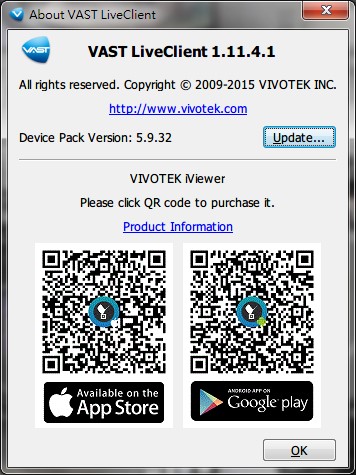 About VAST LiveClient
VAST
VAST LiveClient 1.11.4.1
All rights reserved. Copyright © 2009-2015 VIVOTEK INC.
http://www.vivotek.com
Device Pack Version: 5.9.32
Update...
VIVOTEK iViewer
Please click QR code to purchase it.
Product Information
Available on the
App Store
ANDROID APP ON
Google play
OK